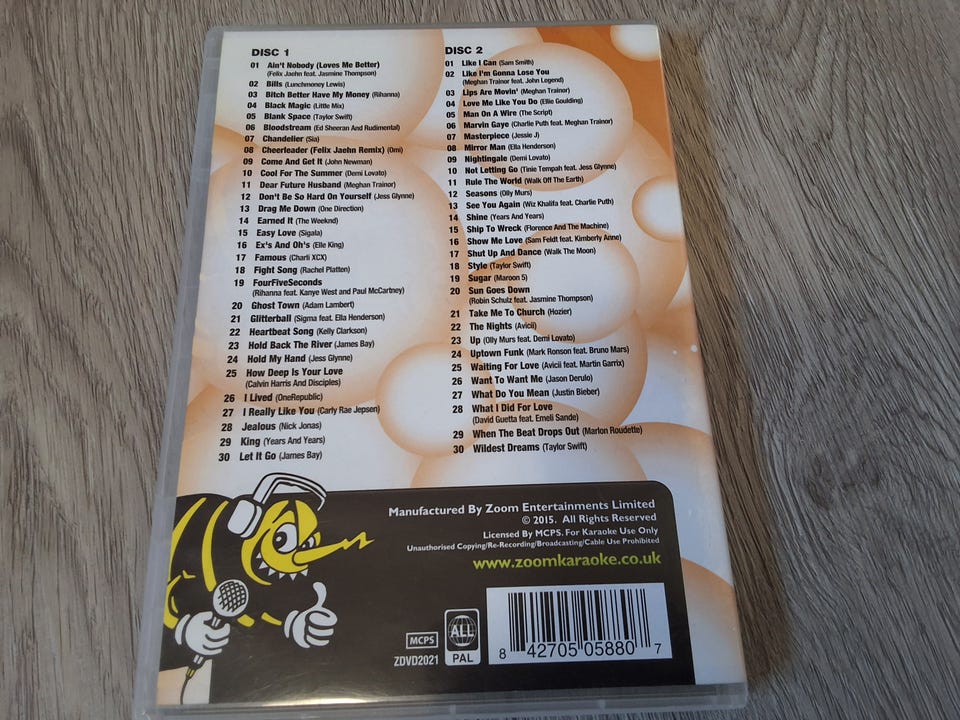 DISC 1
01 Ain't Nobody (Loves Me Better)
(Felix Jaehn feat. Jasmine Thompson)
02 Bills (Lunchmoney Lewis)
03 Bitch Better Have My Money (Rihanna)
04 Black Magic (Little Mix)
05 Blank Space (Taylor Swift)
06 Bloodstream (Ed Sheeran And Rudimental)
07 Chandelier (Sia)
08 Cheerleader (Felix Jaehn Remix) (Omi)
09 Come And Get It (John Newman)
10 Cool For The Summer (Demi Lovato)
11 Dear Future Husband (Meghan Trainor)
12 Don't Be So Hard On Yourself (Jess Glynne)
13 Drag Me Down (One Direction)
14 Earned It (The Weeknd)
15 Easy Love (Sigala)
16 Ex's And Oh's (Elle King)
17 Famous (Charli XCX)
18 Fight Song (Rachel Platten)
19 FourFiveSeconds
(Rihanna feat. Kanye West and Paul McCartney)
20 Ghost Town (Adam Lambert)
21 Glitterball (Sigma feat. Ella Henderson)
22 Heartbeat Song (Kelly Clarkson)
23 Hold Back The River (James Bay)
24 Hold My Hand (Jess Glynne)
25 How Deep Is Your Love
(Calvin Harris And Disciples)
26 I Lived (OneRepublic)
27 I Really Like You (Carly Rae Jepsen)
28 Jealous (Nick Jonas)
29 King (Years And Years)
30 Let It Go (James Bay)
DISC 2
01 Like I Can (Sam Smith)
02 Like I'm Gonna Lose You
(Meghan Trainor feat. John Legend)
03 Lips Are Movin' (Meghan Trainor)
04 Love Me Like You Do (Ellie Goulding)
05 Man On A Wire (The Script)
06 Marvin Gaye (Charlie Puth feat. Meghan Trainor)
07 Masterpiece (Jessie J)
08 Mirror Man (Ella Henderson)
09 Nightingale (Demi Lovato)
10 Not Letting Go (Tinie Tempah feat. Jess Glynne)
11 Rule The World (Walk Off The Earth)
12 Seasons (Olly Murs)
13 See You Again (Wiz Khalifa feat. Charlie Puth)
14 Shine (Years And Years)
15 Ship To Wreck (Florence And The Machine)
16 Show Me Love (Sam Feldt feat. Kimberly Anne)
17 Shut Up And Dance (Walk The Moon)
18 Style (Taylor Swift)
19 Sugar (Maroon 5)
20 Sun Goes Down
(Robin Schulz feat. Jasmine Thompson)
21 Take Me To Church (Hozier)
22 The Nights (Avicii)
23 Up (Olly Murs feat. Demi Lovato)
24 Uptown Funk (Mark Ronson feat. Bruno Mars)
25 Waiting For Love (Avicii feat. Martin Garrix)
26 Want To Want Me (Jason Derulo)
27 What Do You Mean (Justin Bieber)
28 What I Did For Love
(David Guetta feat. Emeli Sande)
29 When The Beat Drops Out (Marlon Roudette)
30 Wildest Dreams (Taylor Swift)
Manufactured By Zoom Entertainments Limited
© 2015. All Rights Reserved
Licensed By MCPS. For Karaoke Use Only
Unauthorised Copying/Re-Recording/Broadcasting/Cable Use Prohibited
www.zoomkaraoke.co.uk
MCPS
ZDVD2021
ALL
PAL
8 42705 05880 7